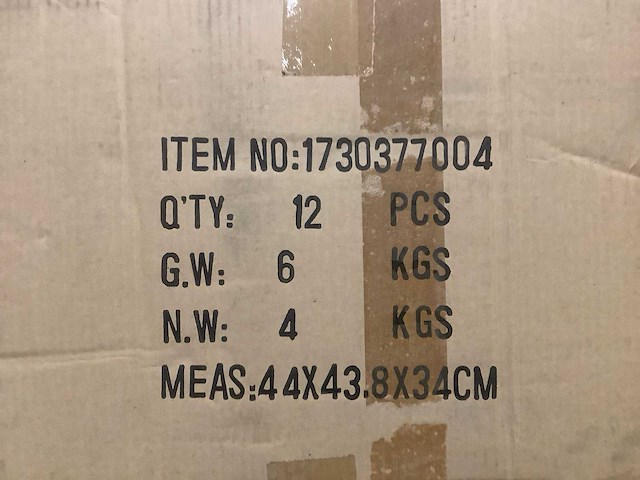 ITEM NO:1730377004
Q'TY: 12 PCS
G.W: 6 KGS
N.W: 4 KGS
MEAS:44X43.8X34CM